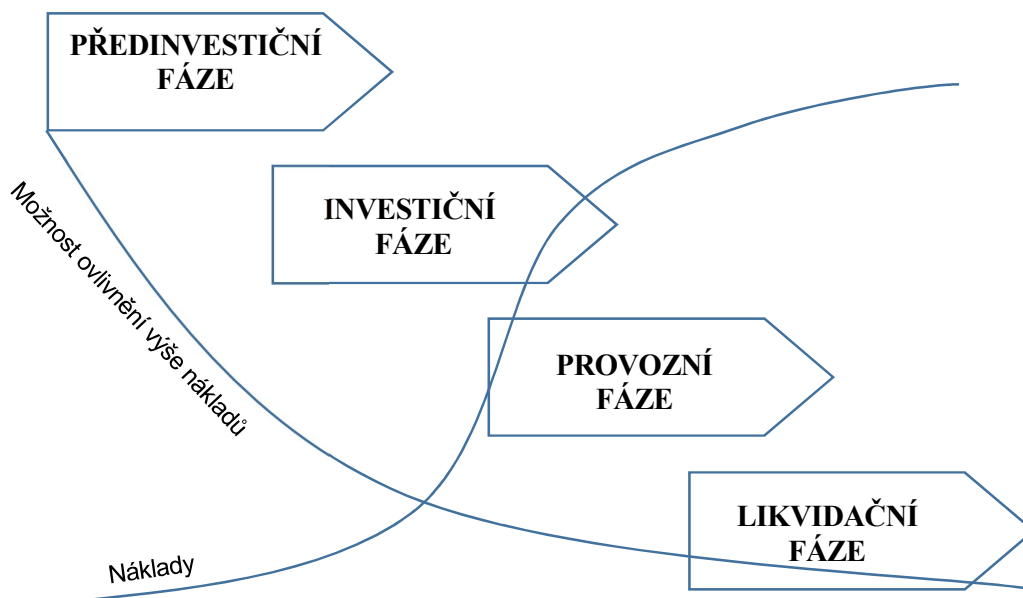 PŘEDINVESTIČNÍ
FÁZE
INVESTIČNÍ
FÁZE
Možnost ovlivnění výše nákladů
PROVOZNÍ
FÁZE
LIKVIDAČNÍ
FÁZE
Náklady